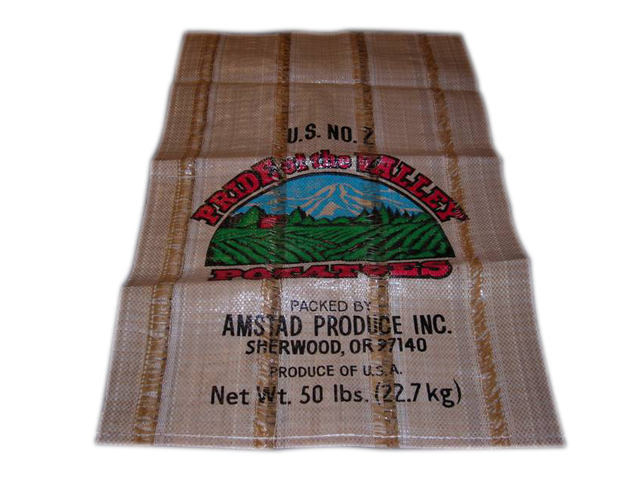 U.S. NO. 2
PRIDE of the VALLEY
POTATOES
PACKED BY
AMSTAD PRODUCE INC.
SHERWOOD, OR 97140
PRODUCE OF U.S.A.
Net Wt. 50 lbs. (22.7 kg)